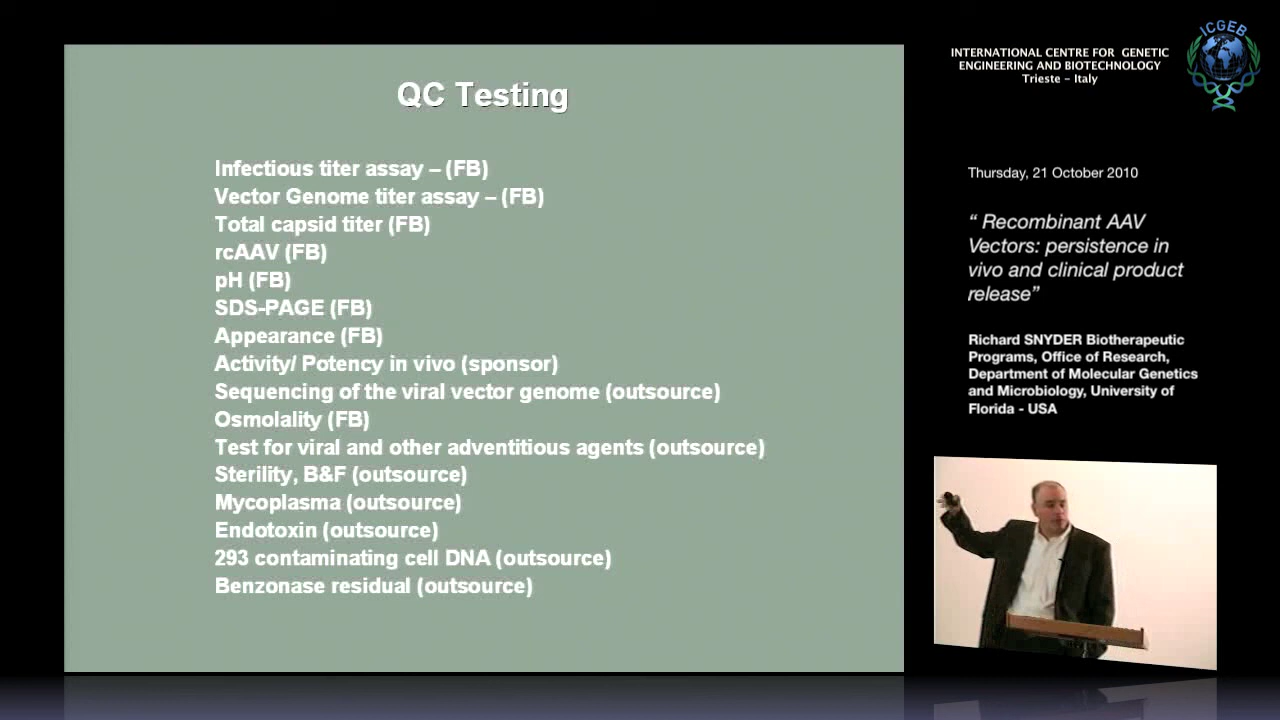 QC Testing
Infectious titer assay – (FB)
Vector Genome titer assay – (FB)
Total capsid titer (FB)
rcAAV (FB)
pH (FB)
SDS-PAGE (FB)
Appearance (FB)
Activity/ Potency in vivo (sponsor)
Sequencing of the viral vector genome (outsource)
Osmolality (FB)
Test for viral and other adventitious agents (outsource)
Sterility, B&F (outsource)
Mycoplasma (outsource)
Endotoxin (outsource)
293 contaminating cell DNA (outsource)
Benzonase residual (outsource)
INTERNATIONAL CENTRE FOR GENETIC
ENGINEERING AND BIOTECHNOLOGY
Trieste – Italy
ICGEB
Thursday, 21 October 2010
“ Recombinant AAV
Vectors: persistence in
vivo and clinical product
release”
Richard SNYDER Biotherapeutic
Programs, Office of Research,
Department of Molecular Genetics
and Microbiology, University of
Florida - USA